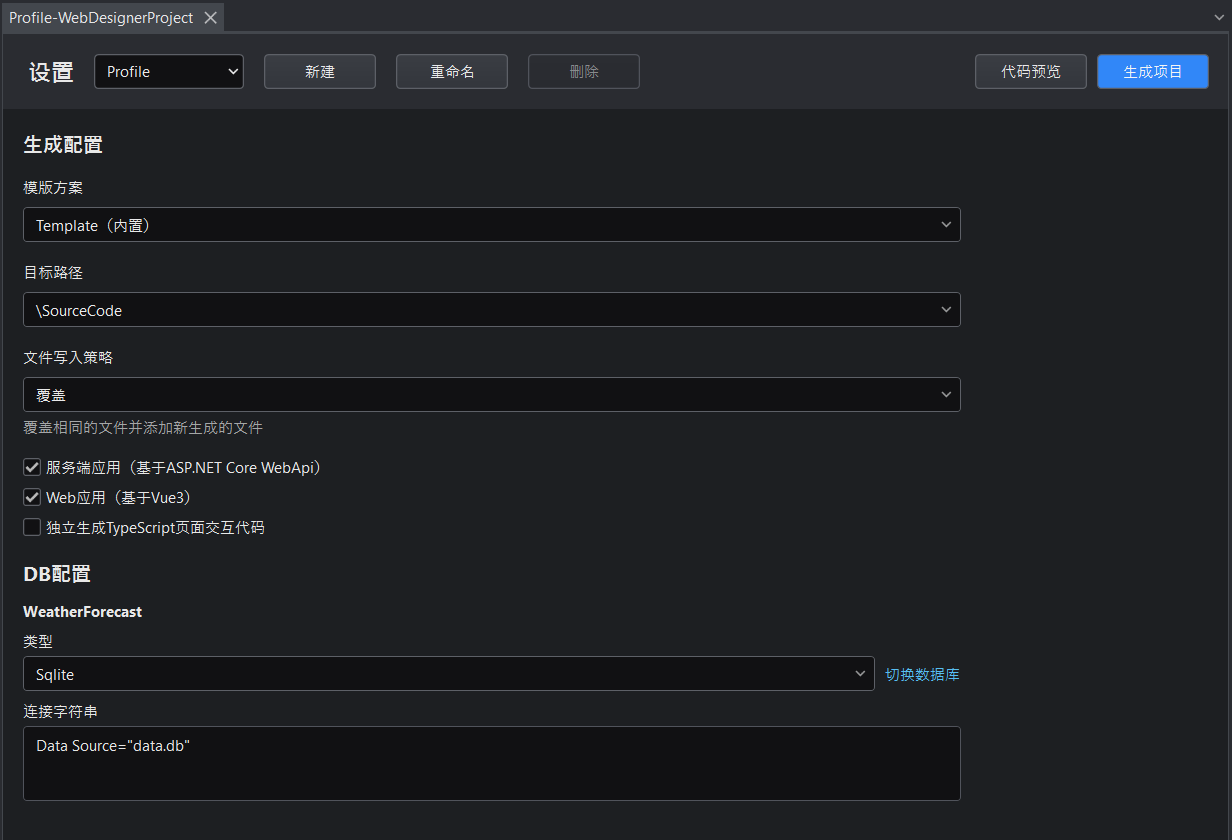 Profile-WebDesignerProject
设置 Profile 新建 重命名 删除 代码预览 生成项目
生成配置
模版方案
Template（内置）
目标路径
\SourceCode
文件写入策略
覆盖
覆盖相同的文件并添加新生成的文件
服务端应用（基于ASP.NET Core WebApi）
Web应用（基于Vue3）
独立生成TypeScript页面交互代码
DB配置
WeatherForecast
类型
Sqlite 切换数据库
连接字符串
Data Source="data.db"